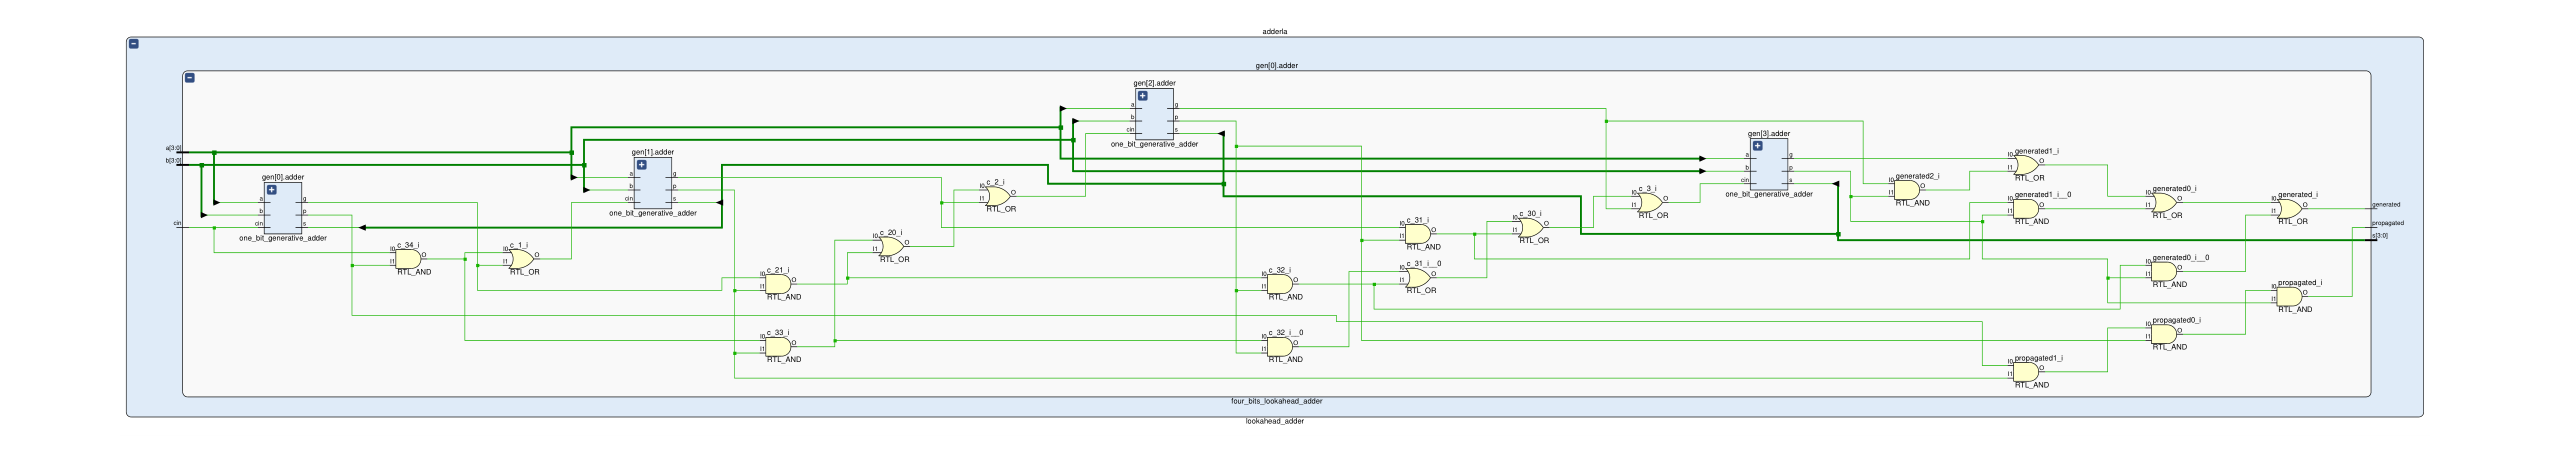 adderla
gen[0].adder
gen[2].adder
a g
b p
cin s
one_bit_generative_adder
gen[3].adder
a g
b p
cin s
one_bit_generative_adder
a[3:0]
b[3:0]
cin
gen[0].adder
a g
b p
cin s
one_bit_generative_adder
gen[1].adder
a g
b p
cin s
one_bit_generative_adder
c_34_i
I0 O
I1
RTL_AND
c_1_i
I0 O
I1
RTL_OR
c_21_i
I0 O
I1
RTL_AND
c_33_i
I0 O
I1
RTL_AND
c_20_i
I0 O
I1
RTL_OR
c_2_i
I0 O
I1
RTL_OR
c_32_i
I0 O
I1
RTL_AND
c_32_i__0
I0 O
I1
RTL_AND
c_31_i
I0 O
I1
RTL_AND
c_31_i__0
I0 O
I1
RTL_OR
c_30_i
I0 O
I1
RTL_OR
c_3_i
I0 O
I1
RTL_OR
generated2_i
I0 O
I1
RTL_AND
generated1_i
I0 O
I1
RTL_OR
generated1_i__0
I0 O
I1
RTL_AND
propagated1_i
I0 O
I1
RTL_AND
generated0_i
I0 O
I1
RTL_OR
generated0_i__0
I0 O
I1
RTL_AND
propagated0_i
I0 O
I1
RTL_AND
generated_i
I0 O
I1
RTL_OR
propagated_i
I0 O
I1
RTL_AND
generated
propagated
s[3:0]
four_bits_lookahead_adder
lookahead_adder